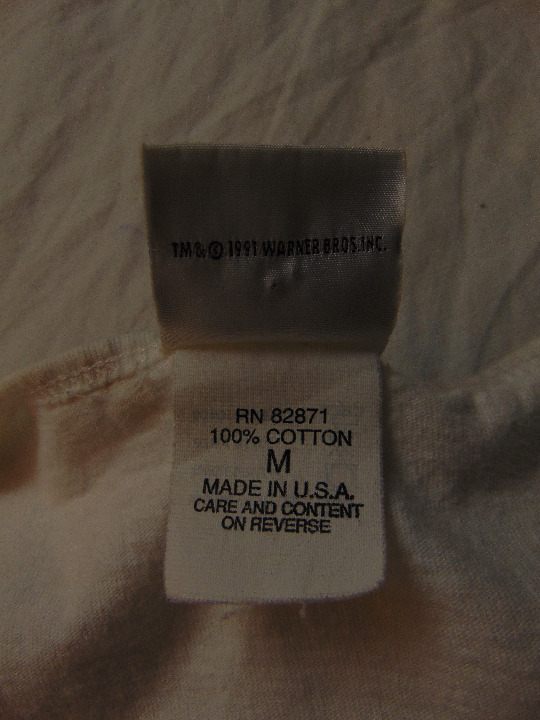 TM & © 1991 WARNER BROS. INC.
RN 82871
100% COTTON
M
MADE IN U.S.A.
CARE AND CONTENT
ON REVERSE